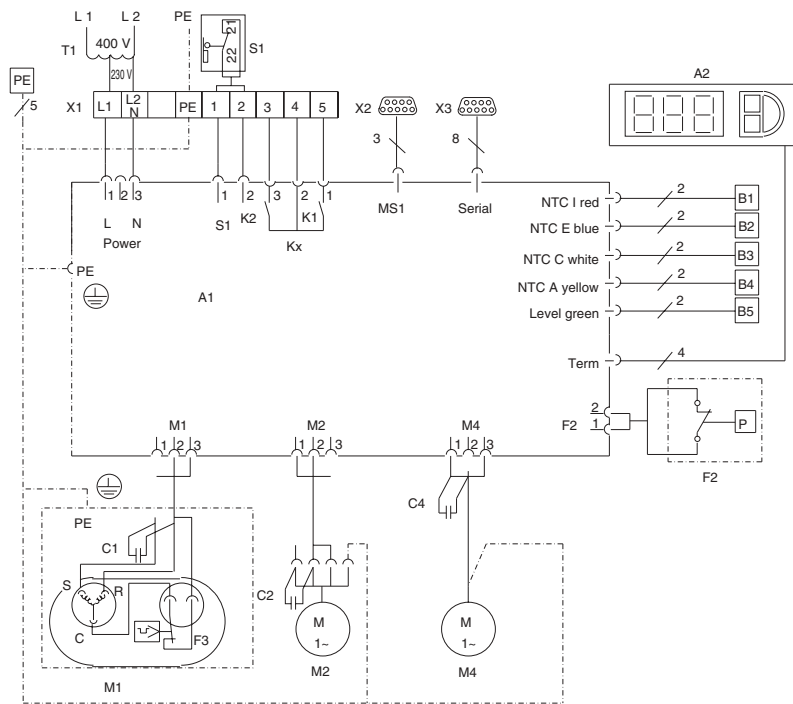 L 1 L 2 PE
T1 400 V
230 V
21
22
S1
PE
5
X1 L1 L2 N PE 1 2 3 4 5
X2 X3
3 8
A2
1 2 3 1 2 3 2 1
L N
Power
S1 K2 K1
Kx
MS1 Serial
NTC I red 2 B1
NTC E blue 2 B2
NTC C white 2 B3
NTC A yellow 2 B4
Level green 2 B5
Term 4
PE
A1
F2 2 1
P
F2
M1 M2 M4
1 2 3 1 2 3 1 2 3
C4
PE
C1
S R
C F3
C2
M
1~
M
1~
M1 M2 M4